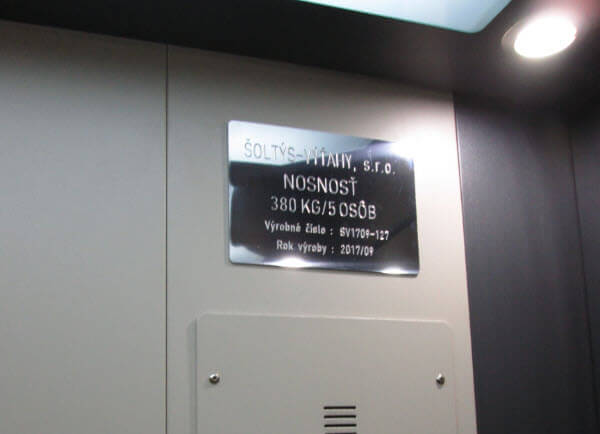 ŠOLTÝS-VÝŤAHY, s.r.o.
NOSNOSŤ
380 KG/5 OSÔB
Výrobné číslo : SV1709-127
Rok výroby : 2017/09